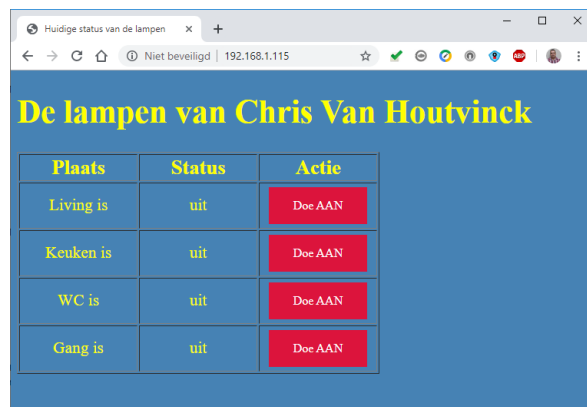 Huidige status van de lampen
Niet beveiligd | 192.168.1.115
ABP
De lampen van Chris Van Houtvinck
Plaats Status Actie
Living is uit Doe AAN
Keuken is uit Doe AAN
WC is uit Doe AAN
Gang is uit Doe AAN